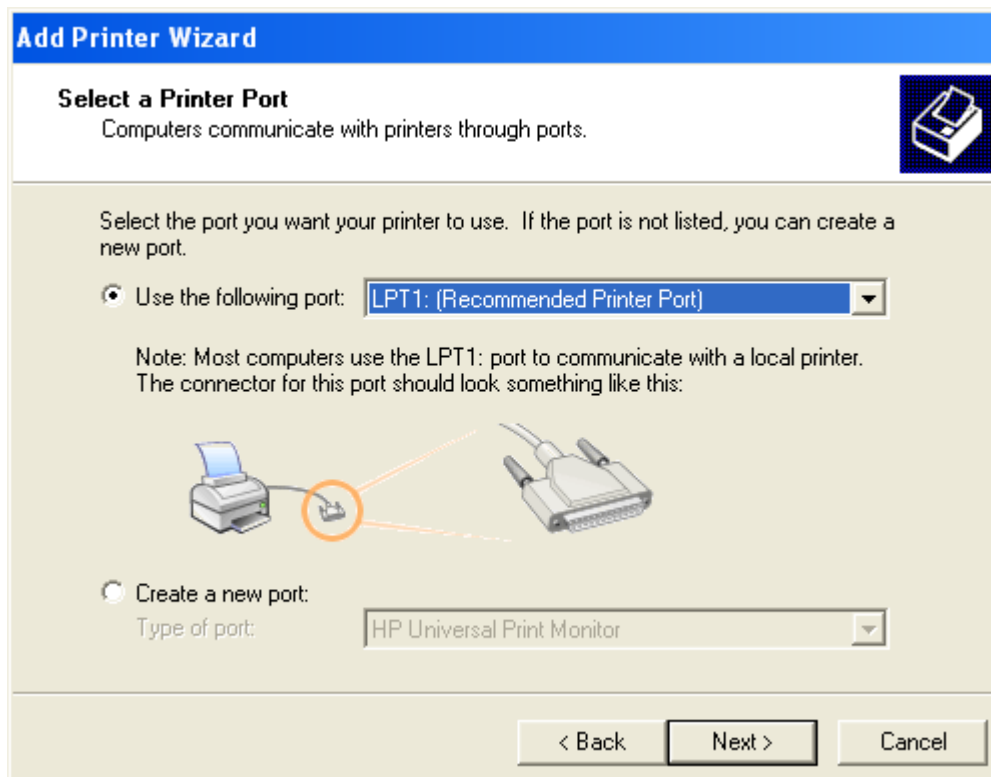 Add Printer Wizard
Select a Printer Port
Computers communicate with printers through ports.
Select the port you want your printer to use.  If the port is not listed, you can create a
new port.
Use the following port: LPT1: (Recommended Printer Port)
Note: Most computers use the LPT1: port to communicate with a local printer.
The connector for this port should look something like this:
Create a new port:
Type of port: HP Universal Print Monitor
< Back Next > Cancel